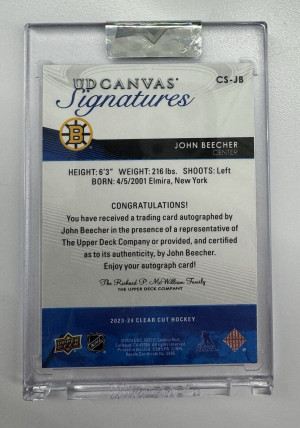 UD CANVAS
CS-JB
Signatures
B
JOHN BEECHER
CENTER
HEIGHT: 6'3" WEIGHT: 216 lbs. SHOOTS: Left
BORN: 4/5/2001 Elmira, New York
CONGRATULATIONS!
You have received a trading card autographed by
John Beecher in the presence of a representative of
The Upper Deck Company or provided, and certified
as to its authenticity, by John Beecher.
Enjoy your autograph card!
The Richard P. McWilliam Family
THE UPPER DECK COMPANY
2023-24 CLEAR CUT HOCKEY
UPPER DECK
NHL